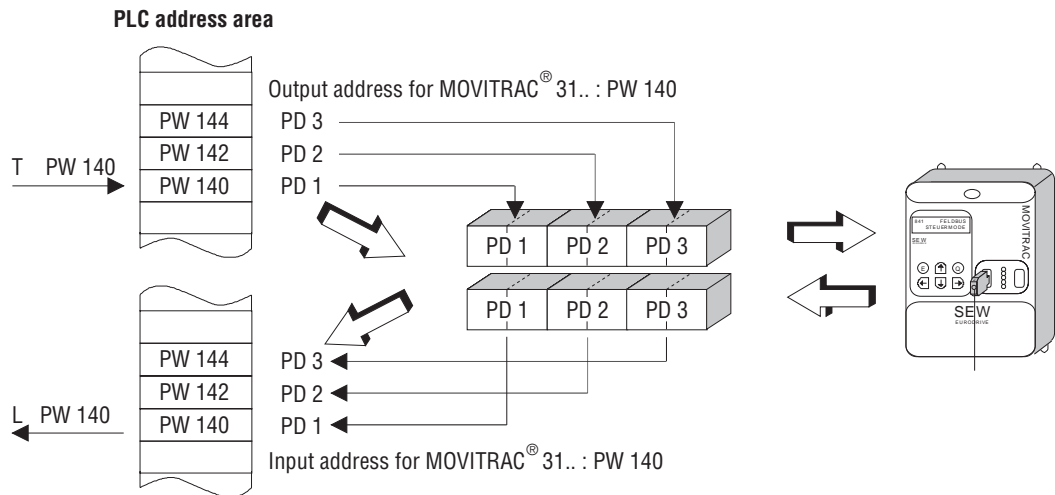 PLC address area
Output address for MOVITRAC® 31.. : PW 140
PW 144 PD 3
PW 142 PD 2
T PW 140
PW 140 PD 1
PD 1 PD 2 PD 3
PD 1 PD 2 PD 3
841 FELDBUS
STEUERMODE
SEW
E Q
MOVITRAC
SEW
EURODRIVE
PW 144 PD 3
PW 142 PD 2
L PW 140
PW 140 PD 1
Input address for MOVITRAC® 31.. : PW 140